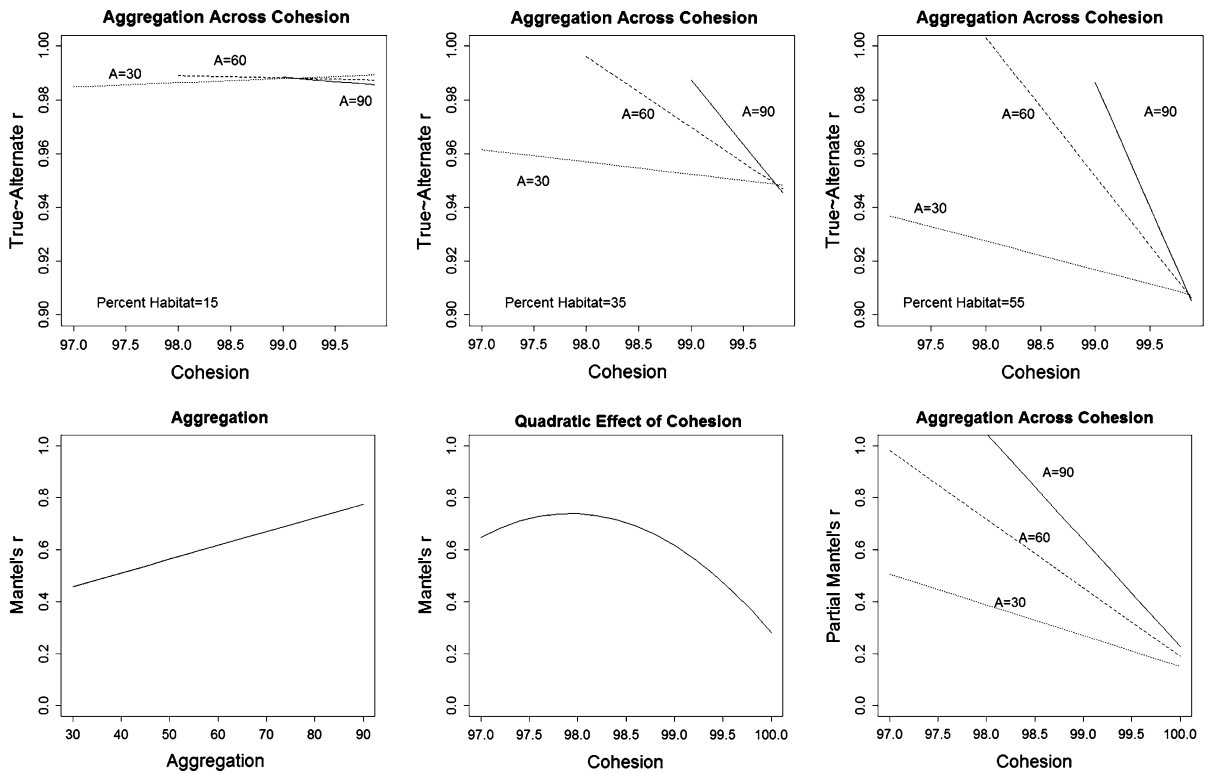 Aggregation Across Cohesion
True~Alternate r
1.00
0.98
0.96
0.94
0.92
0.90
A=30
A=60
A=90
Percent Habitat=15
97.0 97.5 98.0 98.5 99.0 99.5
Cohesion
Aggregation Across Cohesion
True~Alternate r
1.00
0.98
0.96
0.94
0.92
0.90
A=60
A=90
A=30
Percent Habitat=35
97.0 97.5 98.0 98.5 99.0 99.5
Cohesion
Aggregation Across Cohesion
True~Alternate r
1.00
0.98
0.96
0.94
0.92
0.90
A=60
A=90
A=30
Percent Habitat=55
97.5 98.0 98.5 99.0 99.5
Cohesion
Aggregation
Mantel's r
1.0
0.8
0.6
0.4
0.2
0.0
30 40 50 60 70 80 90
Aggregation
Quadratic Effect of Cohesion
Mantel's r
1.0
0.8
0.6
0.4
0.2
0.0
97.0 97.5 98.0 98.5 99.0 99.5 100.0
Cohesion
Aggregation Across Cohesion
Partial Mantel's r
1.0
0.8
0.6
0.4
0.2
0.0
A=90
A=60
A=30
97.0 97.5 98.0 98.5 99.0 99.5 100.0
Cohesion